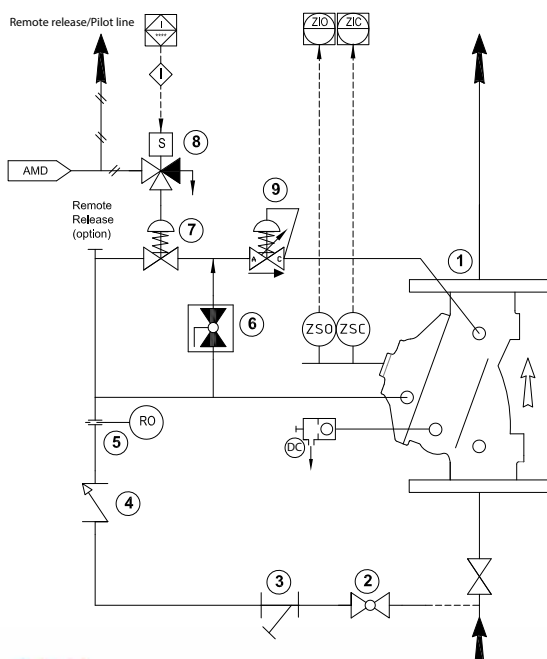 Remote release/Pilot line
I
****
I
ZIO
ZIC
S
8
AMD
Remote
Release
(option)
7
9
A
C
1
6
ZSO
ZSC
RO
5
DC
4
3
2